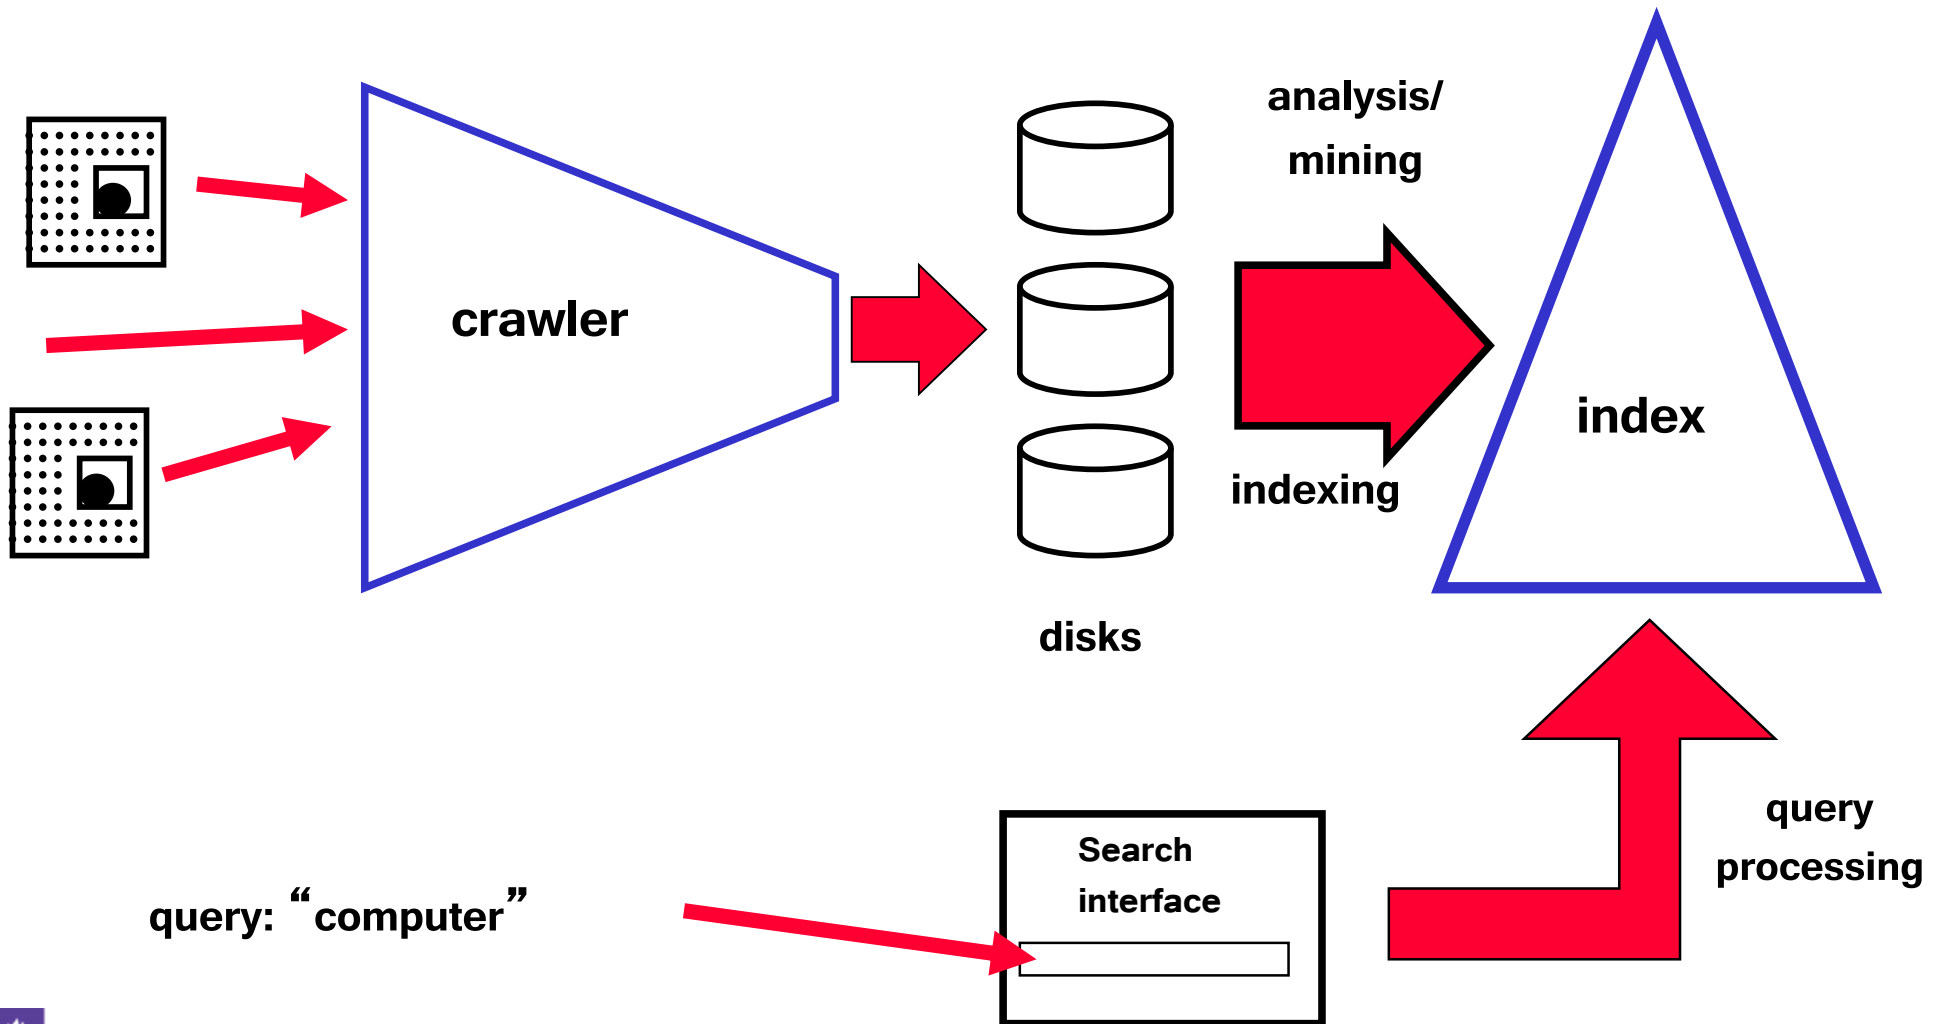 analysis/
mining
crawler
index
indexing
disks
query
processing
Search
interface
query: “computer”